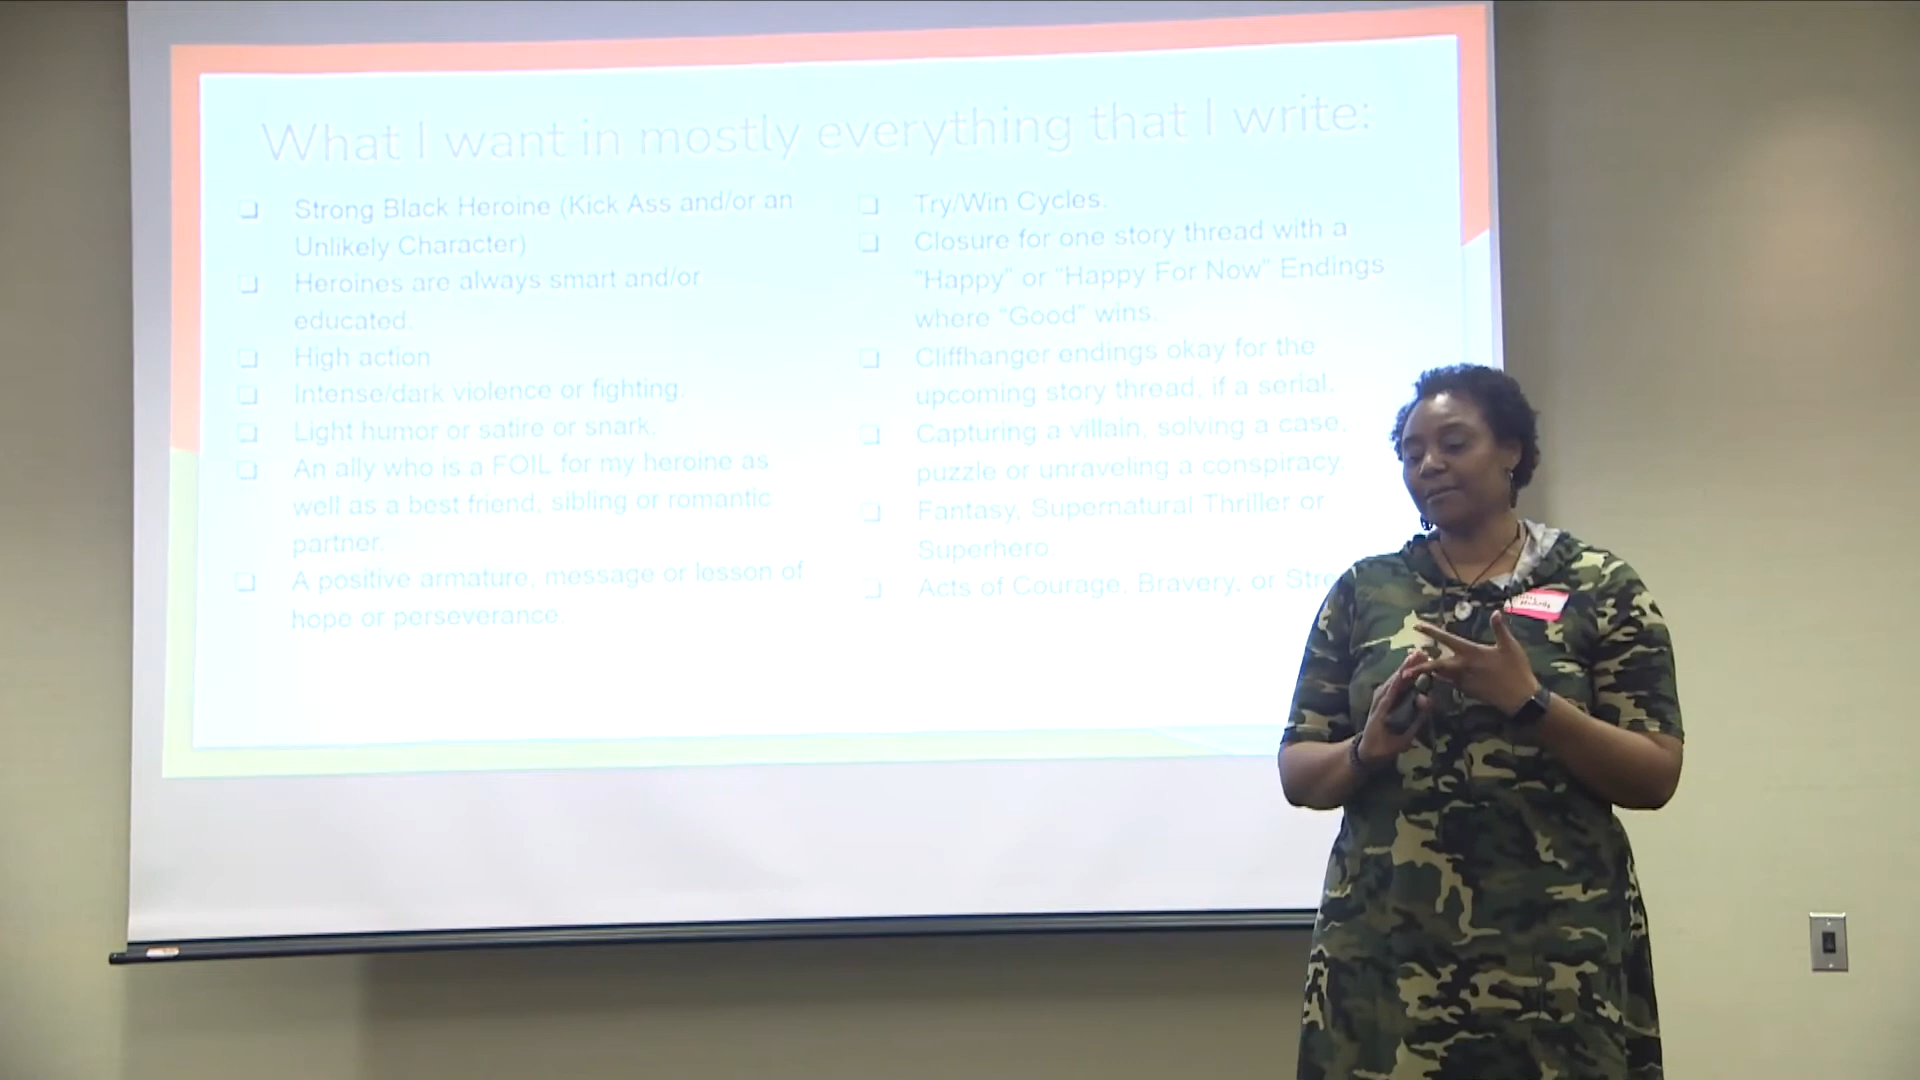 What I want in mostly everything that I write:
❑ Strong Black Heroine (Kick Ass and/or an
Unlikely Character)
❑ Heroines are always smart and/or
educated.
❑ High action
❑ Intense/dark violence or fighting.
❑ Light humor or satire or snark.
❑ An ally who is a FOIL for my heroine as
well as a best friend, sibling or romantic
partner.
❑ A positive armature, message or lesson of
hope or perseverance.
❑ Try/Win Cycles.
❑ Closure for one story thread with a
"Happy" or "Happy For Now" Endings
where "Good" wins.
❑ Cliffhanger endings okay for the
upcoming story thread, if a serial.
❑ Capturing a villain, solving a case,
puzzle or unraveling a conspiracy.
❑ Fantasy, Supernatural Thriller or
Superhero.
❑ Acts of Courage, Bravery, or